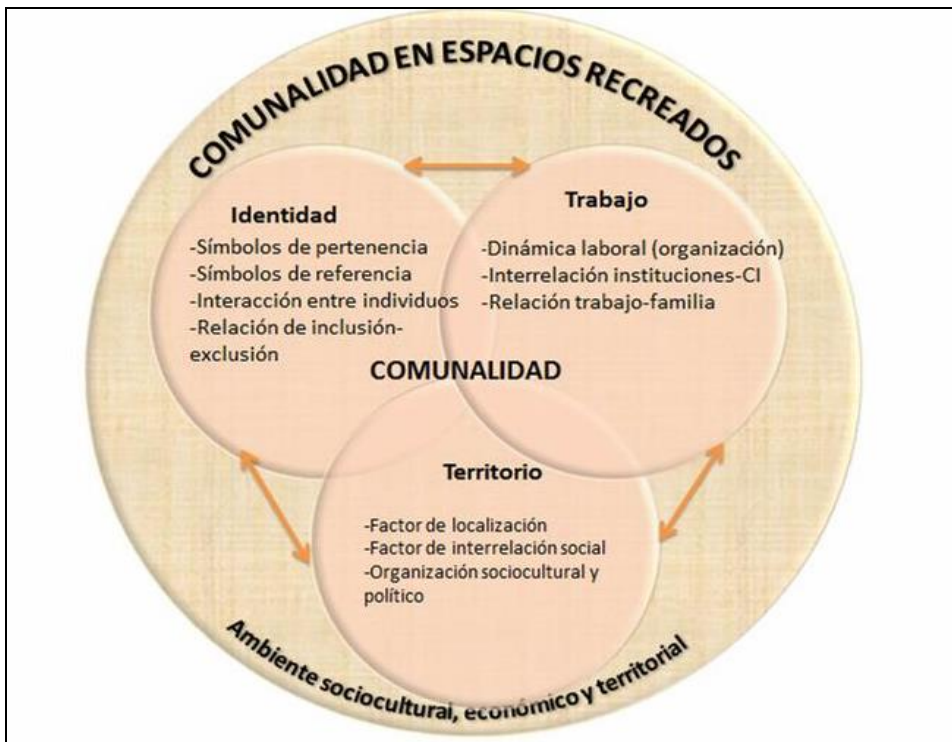 COMUNALIDAD EN ESPACIOS RECREADOS
Identidad
-Símbolos de pertenencia
-Símbolos de referencia
-Interacción entre individuos
-Relación de inclusión-
exclusión
Trabajo
-Dinámica laboral (organización)
-Interrelación instituciones-CI
-Relación trabajo-familia
COMUNALIDAD
Territorio
-Factor de localización
-Factor de interrelación social
-Organización sociocultural y
político
Ambiente sociocultural, económico y territorial